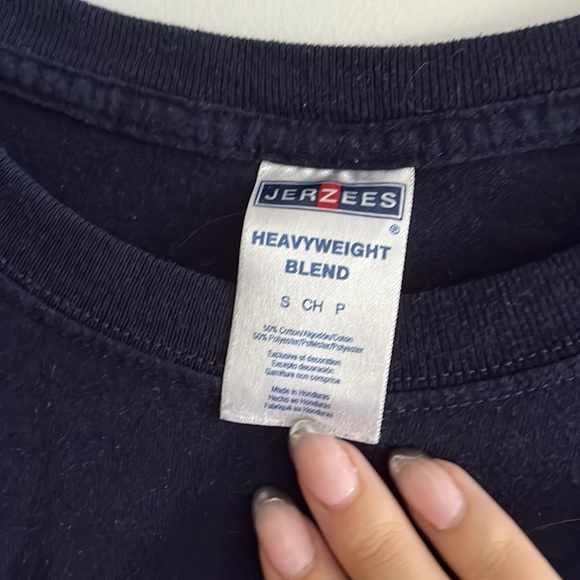 JERZEES
®
HEAVYWEIGHT
BLEND
S CH P
50% Cotton/Algodón/Coton
50% Polyester/Poliéster/Polyester
Exclusive of decoration
Excepto decoración
Garniture non comprise
Made in Honduras
Hecho en Honduras
Fabriqué au Honduras